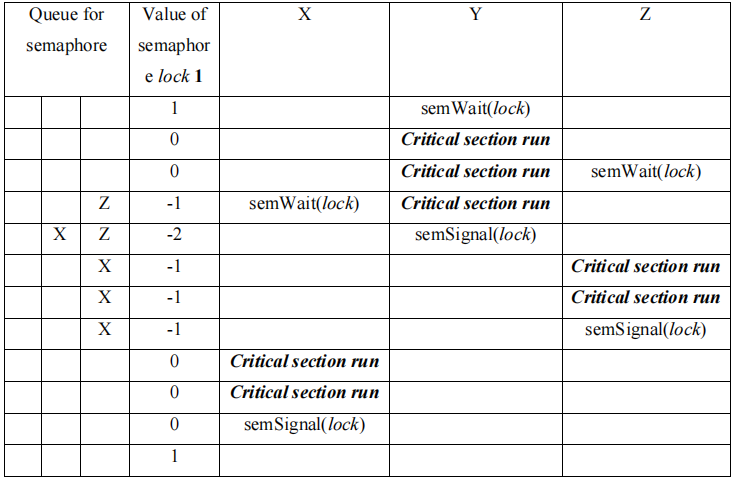 Queue for semaphore | Value of semaphor e lock 1 | X | Y | Z
1 | semWait(lock)
0 | Critical section run
0 | Critical section run | semWait(lock)
Z | -1 | semWait(lock) | Critical section run
X | Z | -2 | semSignal(lock)
X | -1 | Critical section run
X | -1 | Critical section run
X | -1 | semSignal(lock)
0 | Critical section run
0 | Critical section run
0 | semSignal(lock)
1